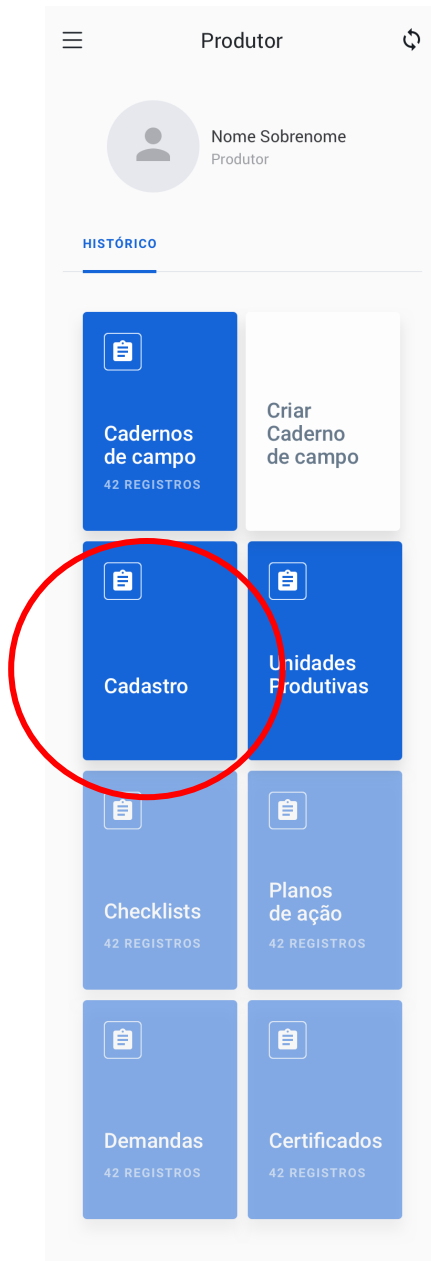 Produtor
Nome Sobrenome
Produtor
HISTÓRICO
Cadernos
de campo
42 REGISTROS
Criar
Caderno
de campo
Cadastro
Unidades
Produtivas
Checklists
42 REGISTROS
Planos
de ação
42 REGISTROS
Demandas
42 REGISTROS
Certificados
42 REGISTROS